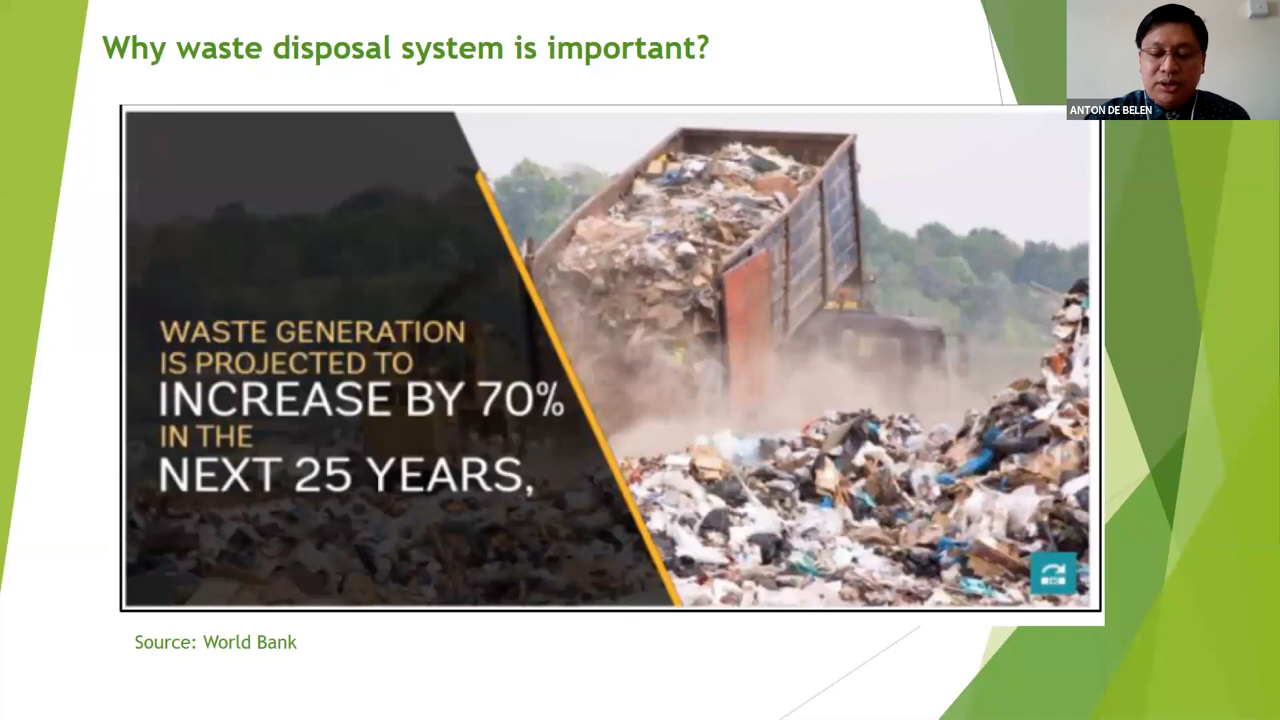 Why waste disposal system is important?
ANTON DE BELEN
WASTE GENERATION
IS PROJECTED TO
INCREASE BY 70%
IN THE
NEXT 25 YEARS,
Source: World Bank